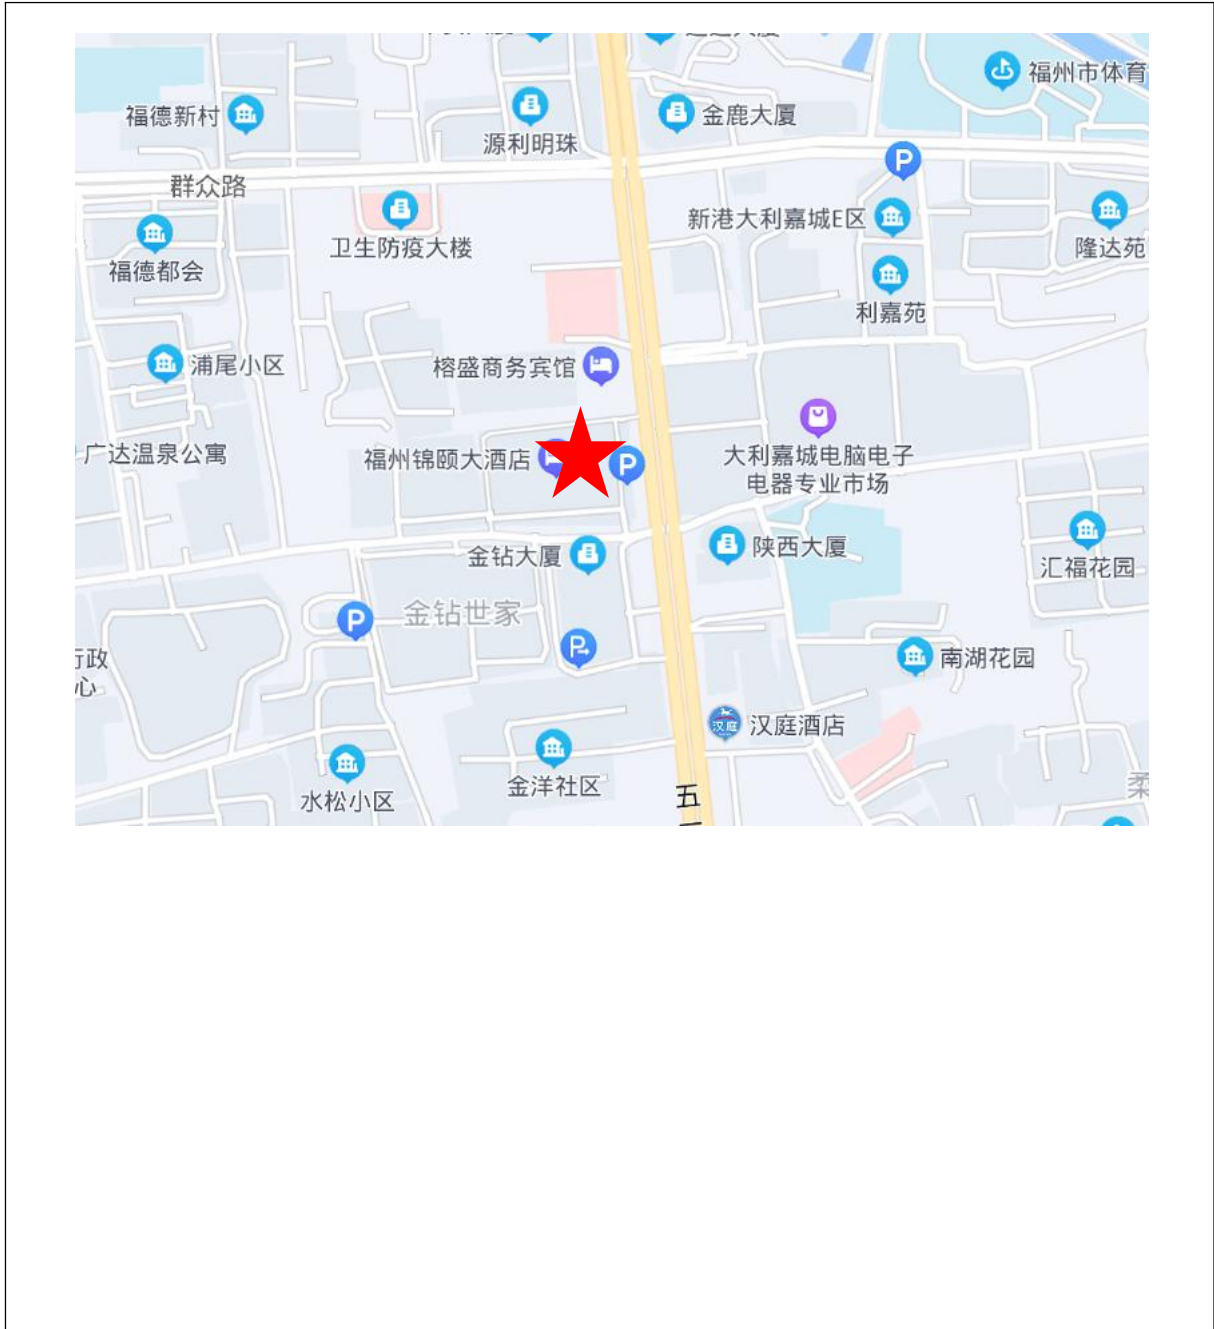 福州市体育
福德新村
金鹿大厦
源利明珠
P
群众路
新港大利嘉城E区
卫生防疫大楼
隆达苑
福德都会
利嘉苑
浦尾小区
榕盛商务宾馆
广达温泉公寓
福州锦颐大酒店
P
大利嘉城电脑电子
电器专业市场
金钻大厦
陕西大厦
汇福花园
金钻世家
P
P
南湖花园
行政
心
汉庭
汉庭酒店
金洋社区
水松小区
五
柔